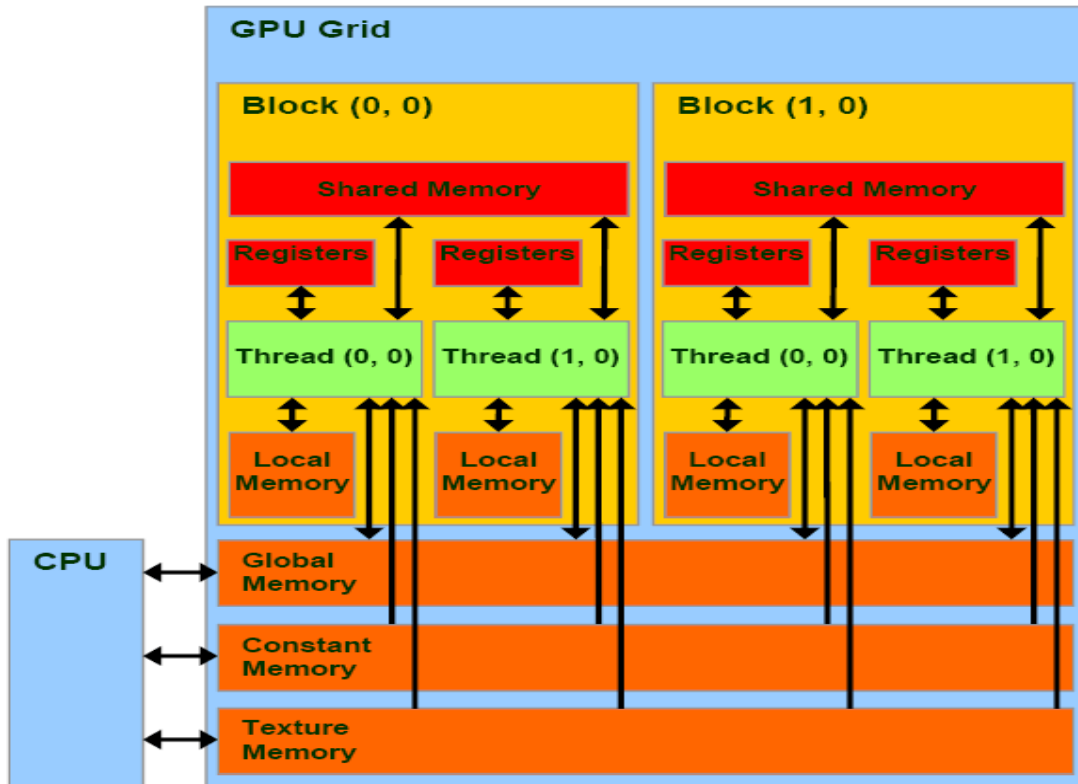 GPU Grid
Block (0, 0)
Block (1, 0)
Shared Memory
Shared Memory
Registers
Registers
Registers
Registers
Thread (0, 0)
Thread (1, 0)
Thread (0, 0)
Thread (1, 0)
Local
Memory
Local
Memory
Local
Memory
Local
Memory
CPU
Global
Memory
Constant
Memory
Texture
Memory